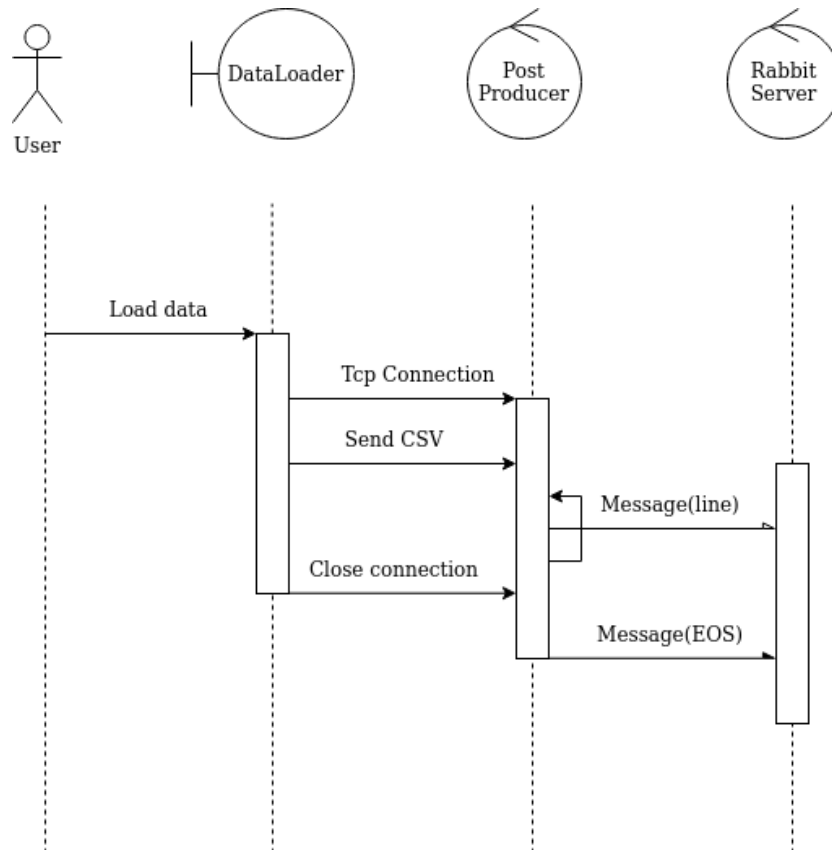 DataLoader
Post
Producer
Rabbit
Server
User
Load data
Tcp Connection
Send CSV
Message(line)
Close connection
Message(EOS)